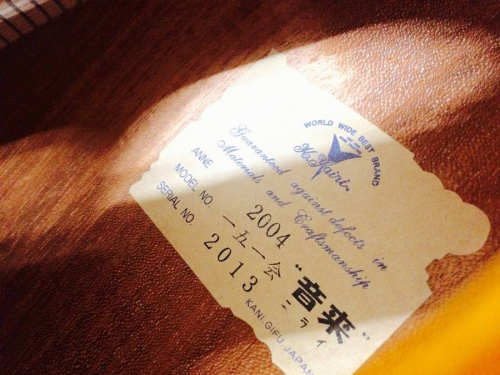 WORLD WIDE BEST BRAND
K.Yairi
Guaranteed against defects in
Materials and Craftsmanship
ANNE 2004 "音来"
MODEL NO. 一五一会 ミライ
SERIAL NO. 2013
KANI,GIFU,JAPAN